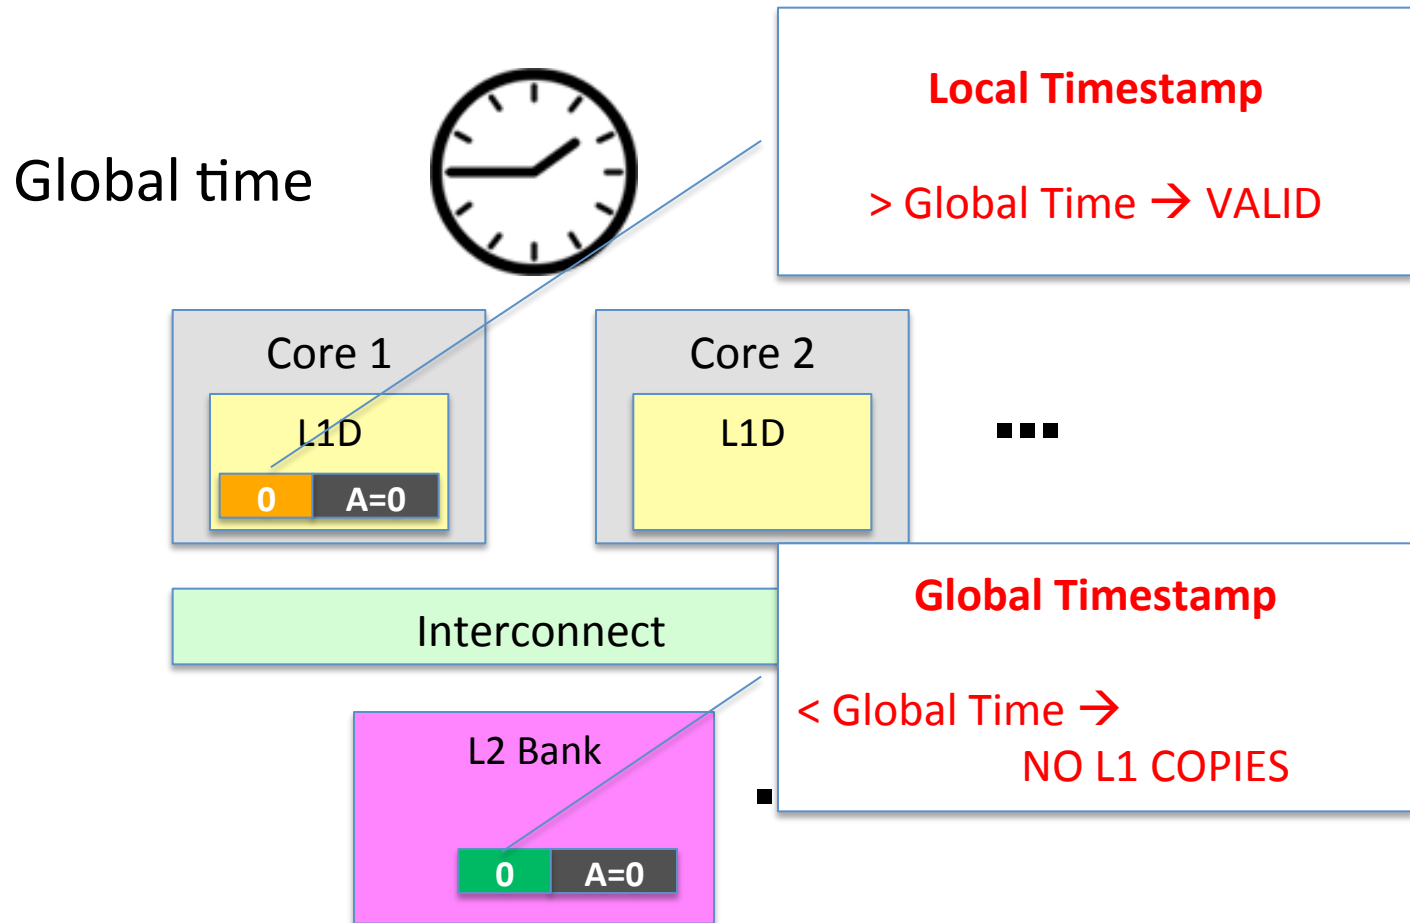 Local Timestamp
> Global Time → VALID
Global time
Core 1
L1D
0 A=0
Core 2
L1D
...
Interconnect
Global Timestamp
< Global Time →
NO L1 COPIES
L2 Bank
0 A=0